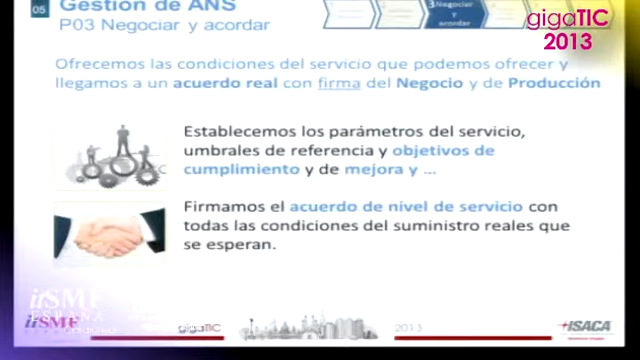 05
Gestión de ANS
P03 Negociar y acordar
3 Negociar
Y
acordar
gigaTIC
2013
Ofrecemos las condiciones del servicio que podemos ofrecer y
llegamos a un acuerdo real con firma del Negocio y de Producción
Establecemos los parámetros del servicio,
umbrales de referencia y objetivos de
cumplimiento y de mejora y ...
Firmamos el acuerdo de nivel de servicio con
todas las condiciones del suministro reales que
se esperan.
itSMF
ESPAÑA
itSMF
gigaTIC
2013
ISACA